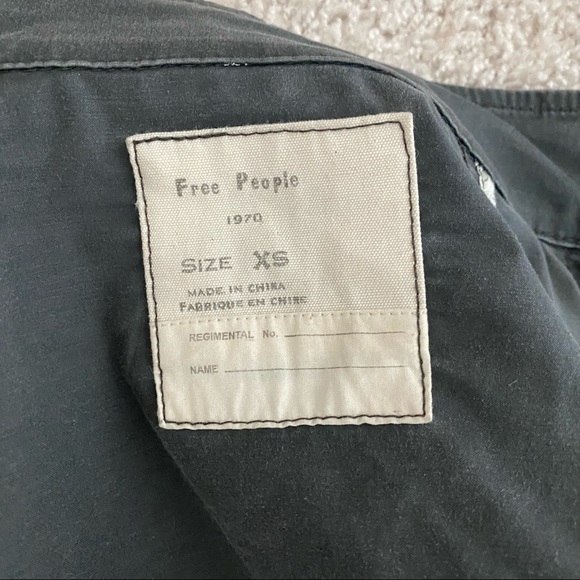 Free People
1970
SIZE XS
MADE IN CHINA
FABRIQUE EN CHINE
REGIMENTAL No.
NAME